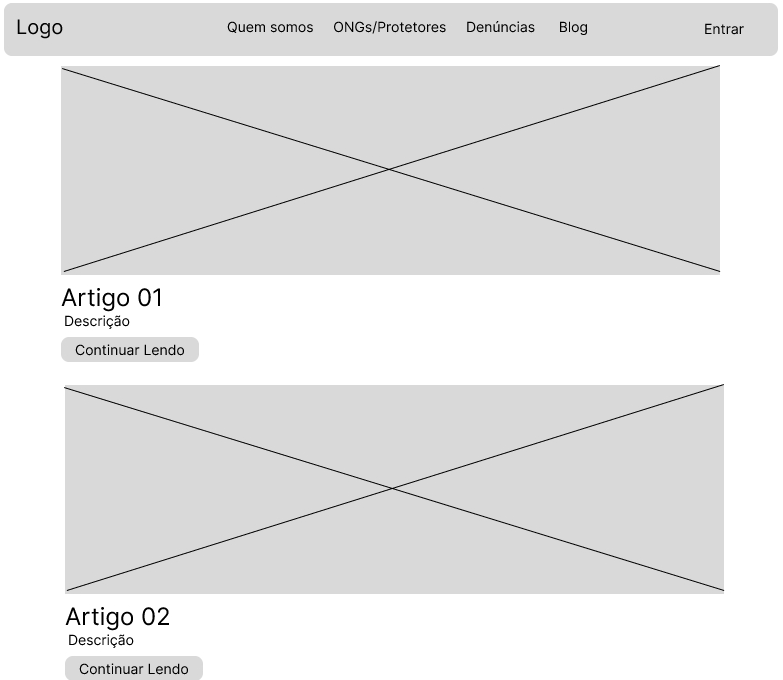 Logo Quem somos ONGs/Protetores Denúncias Blog Entrar
Artigo 01
Descrição
Continuar Lendo
Artigo 02
Descrição
Continuar Lendo